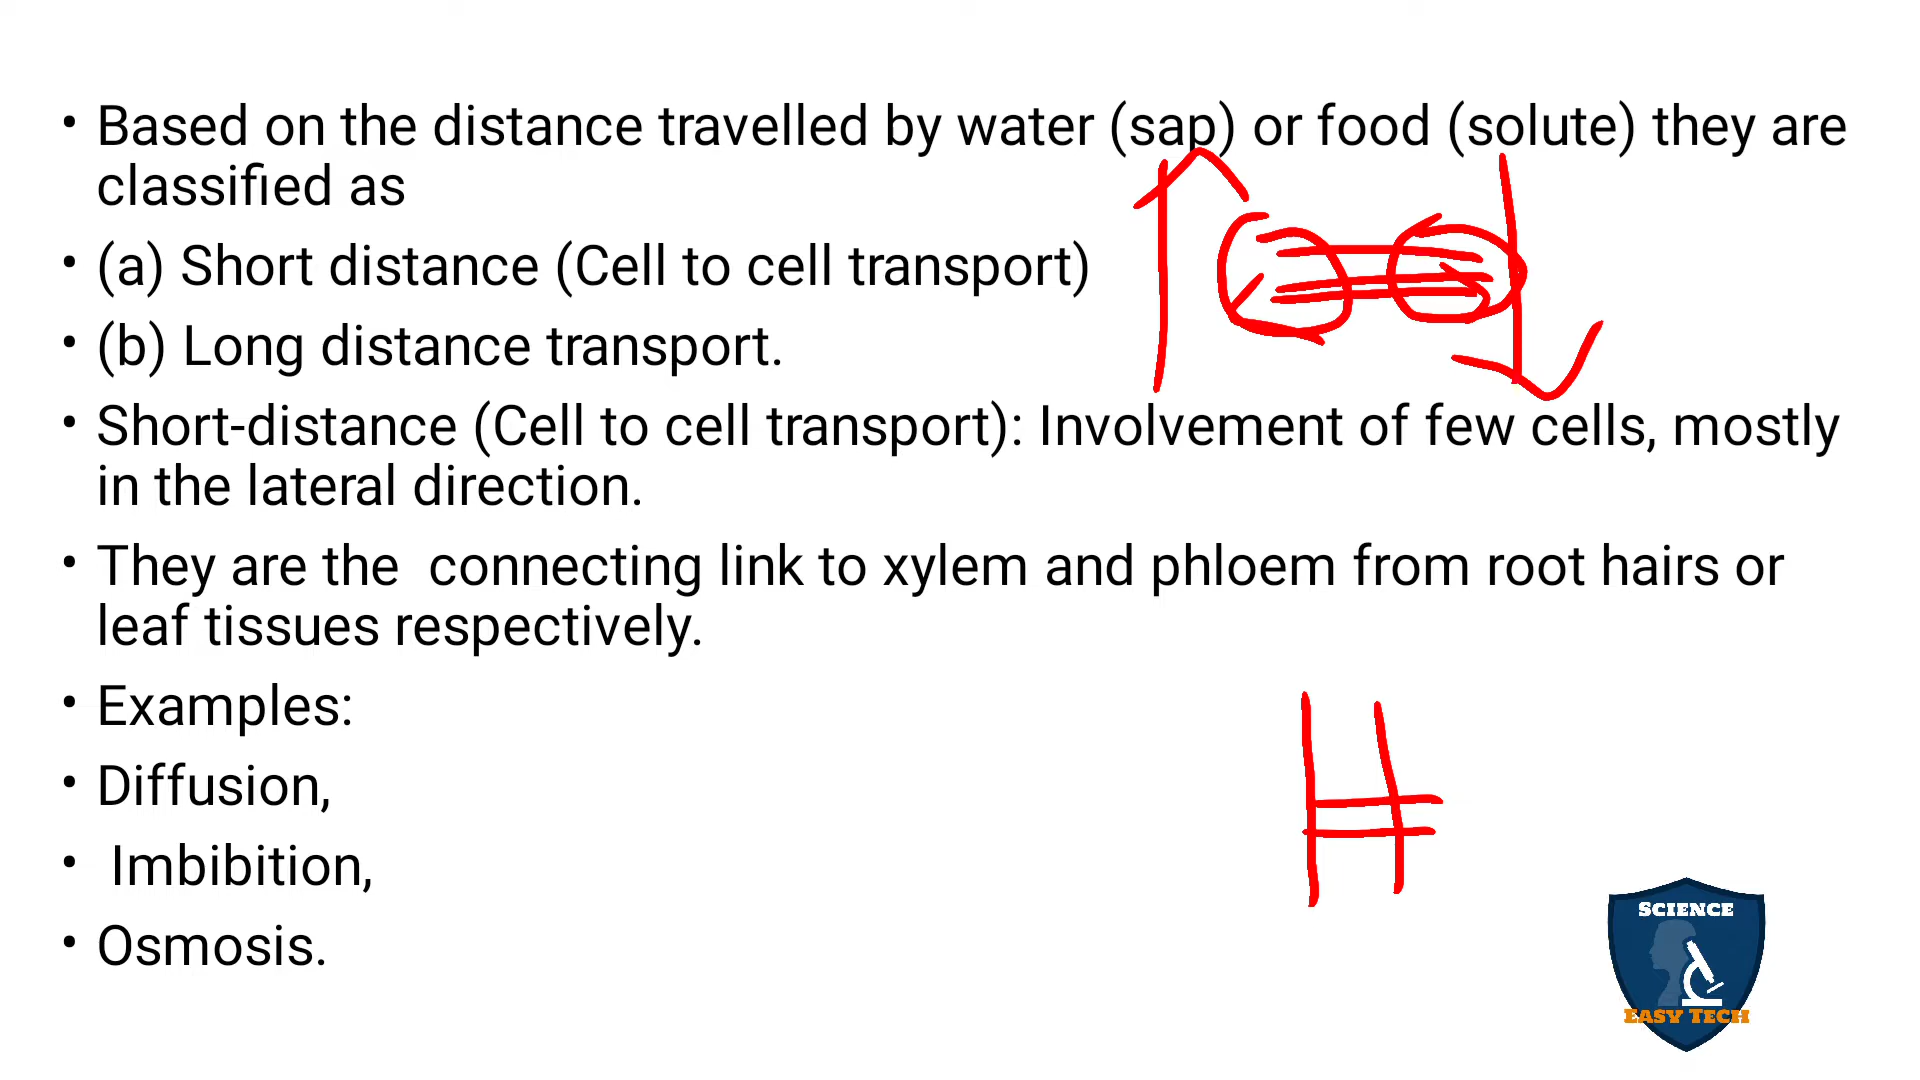 • Based on the distance travelled by water (sap) or food (solute) they are
classified as
• (a) Short distance (Cell to cell transport)
• (b) Long distance transport.
• Short-distance (Cell to cell transport): Involvement of few cells, mostly
in the lateral direction.
• They are the  connecting link to xylem and phloem from root hairs or
leaf tissues respectively.
• Examples:
• Diffusion,
• Imbibition,
• Osmosis.
SCIENCE
EASY TECH